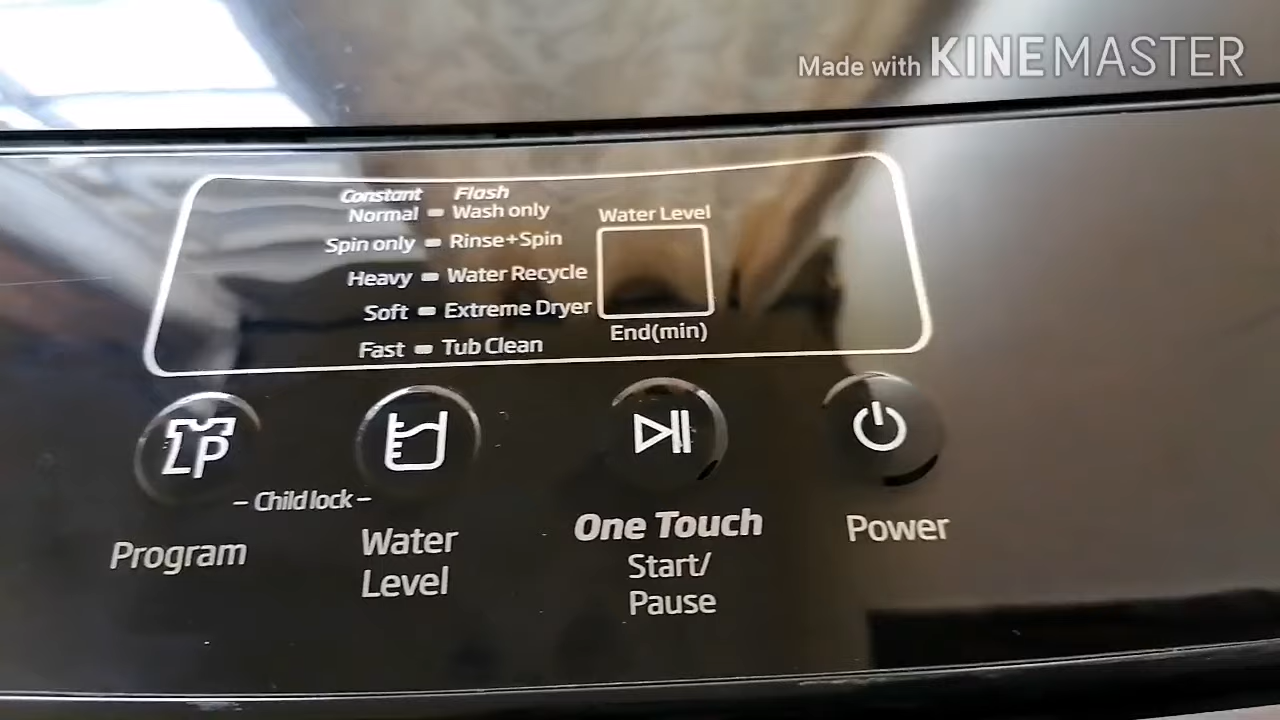 Made with KINEMASTER
Constant Flash
Normal Wash only
Spin only Rinse+Spin
Heavy Water Recycle
Soft Extreme Dryer
Fast Tub Clean
Water Level
End(min)
P
– Child lock –
Program
Water
Level
One Touch
Start/
Pause
Power